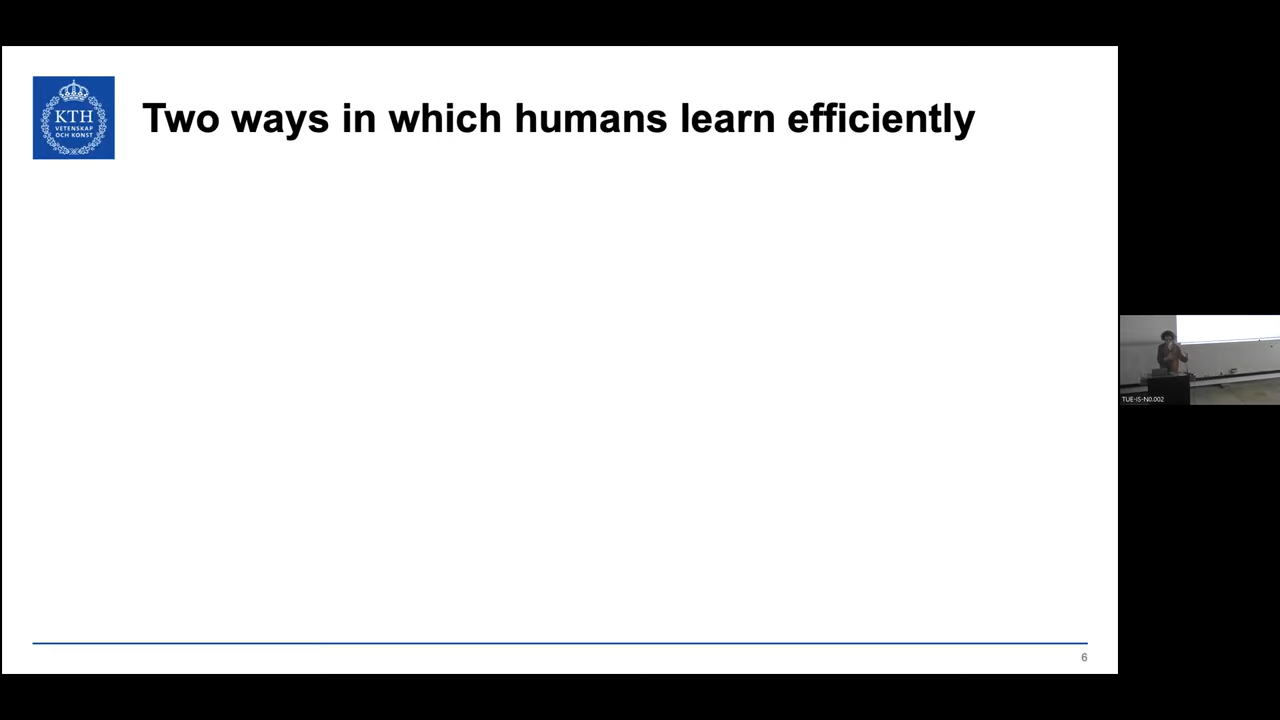 KTH
VETENSKAP
OCH KONST
Two ways in which humans learn efficiently
TUE-IS-N0.002
6